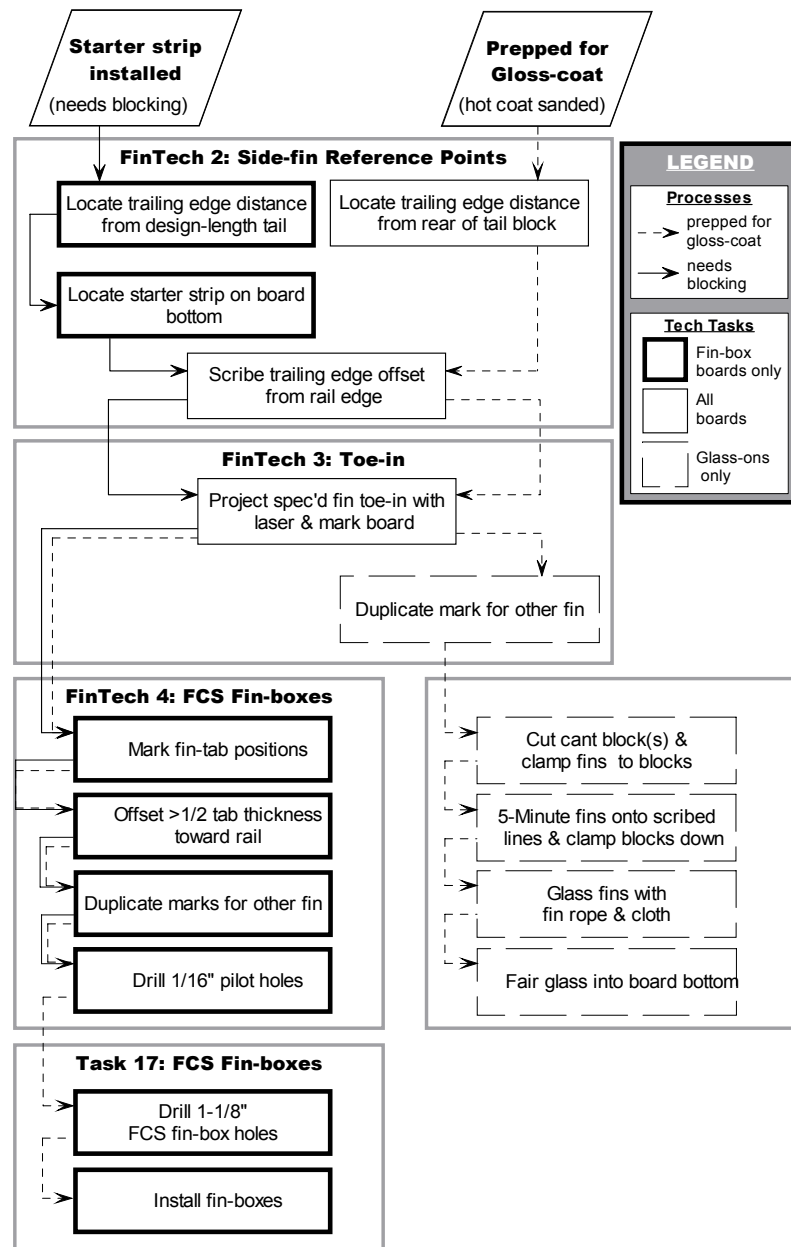 Starter strip
installed
(needs blocking)
Prepped for
Gloss-coat
(hot coat sanded)
FinTech 2: Side-fin Reference Points
Locate trailing edge distance
from design-length tail
Locate trailing edge distance
from rear of tail block
Locate starter strip on board
bottom
Scribe trailing edge offset
from rail edge
LEGEND
Processes
prepped for
gloss-coat
needs
blocking
Tech Tasks
Fin-box
boards only
All
boards
Glass-ons
only
FinTech 3: Toe-in
Project spec'd fin toe-in with
laser & mark board
Duplicate mark for other fin
FinTech 4: FCS Fin-boxes
Mark fin-tab positions
Offset >1/2 tab thickness
toward rail
Duplicate marks for other fin
Drill 1/16" pilot holes
Cut cant block(s) &
clamp fins to blocks
5-Minute fins onto scribed
lines & clamp blocks down
Glass fins with
fin rope & cloth
Fair glass into board bottom
Task 17: FCS Fin-boxes
Drill 1-1/8"
FCS fin-box holes
Install fin-boxes